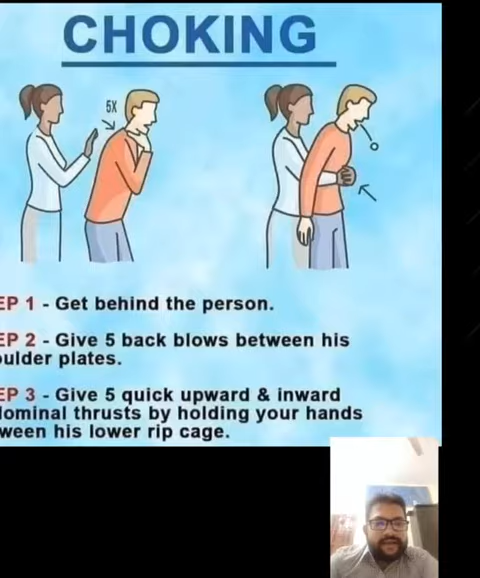 CHOKING
5X
EP 1 - Get behind the person.
EP 2 - Give 5 back blows between his
oulder plates.
EP 3 - Give 5 quick upward & inward
lominal thrusts by holding your hands
ween his lower rip cage.